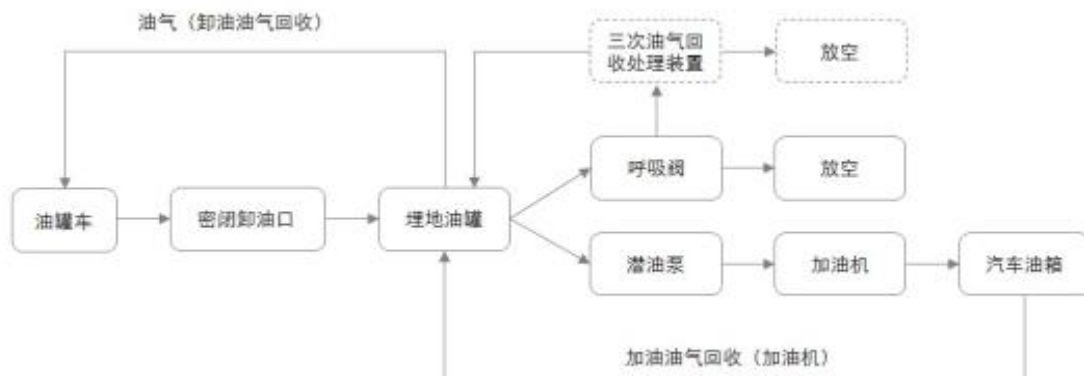 油气（卸油油气回收）
三次油气回
收处理装置
放空
呼吸阀
放空
油罐车
密闭卸油口
埋地油罐
潜油泵
加油机
汽车油箱
加油油气回收（加油机）